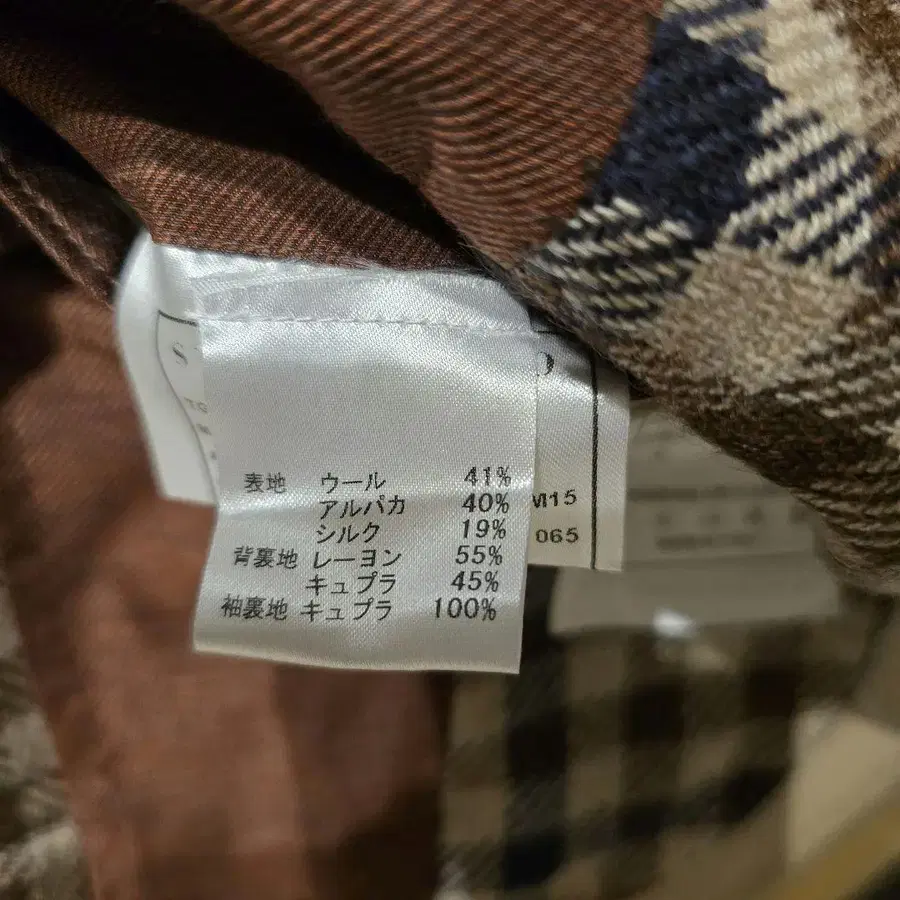 表地 ウール 41%
アルパカ 40%
シルク 19%
背裏地 レーヨン 55%
キュプラ 45%
袖裏地 キュプラ 100%
M15
065